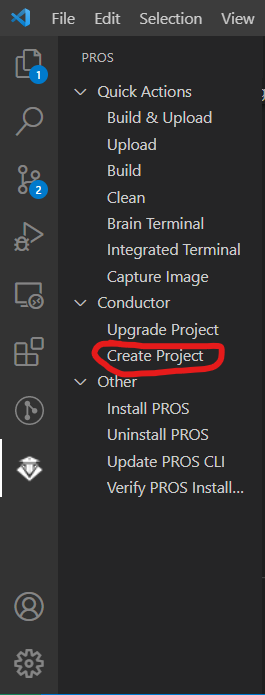 File Edit Selection View
PROS
1
Quick Actions
Build & Upload
Upload
Build
2
Clean
Brain Terminal
Integrated Terminal
Capture Image
Conductor
Upgrade Project
Create Project
Other
Install PROS
Uninstall PROS
Update PROS CLI
Verify PROS Install...